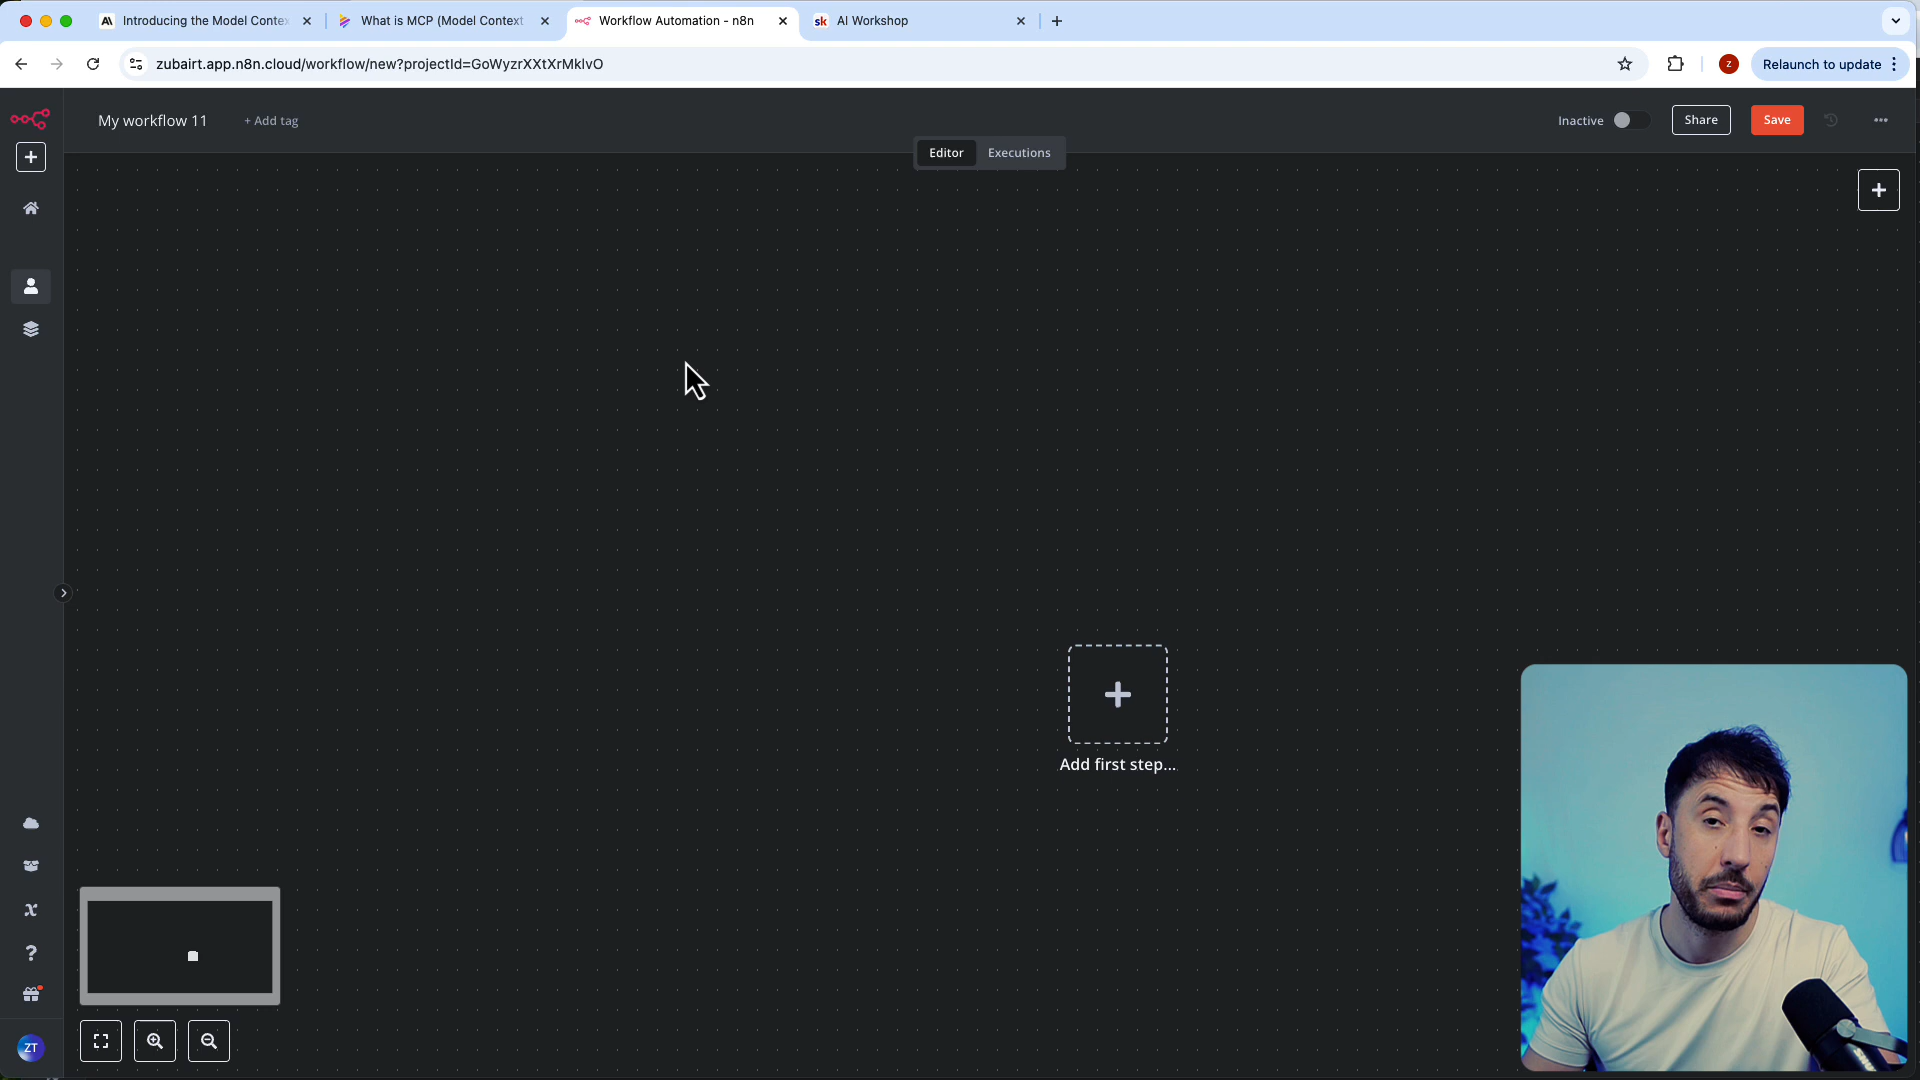 Introducing the Model Contex
What is MCP (Model Context
Workflow Automation - n8n
sk AI Workshop
zubairt.app.n8n.cloud/workflow/new?projectId=GoWyzrXXtXrMklvO
z
Relaunch to update
My workflow 11
+ Add tag
Inactive
Share
Save
Editor
Executions
Add first step...
ZT